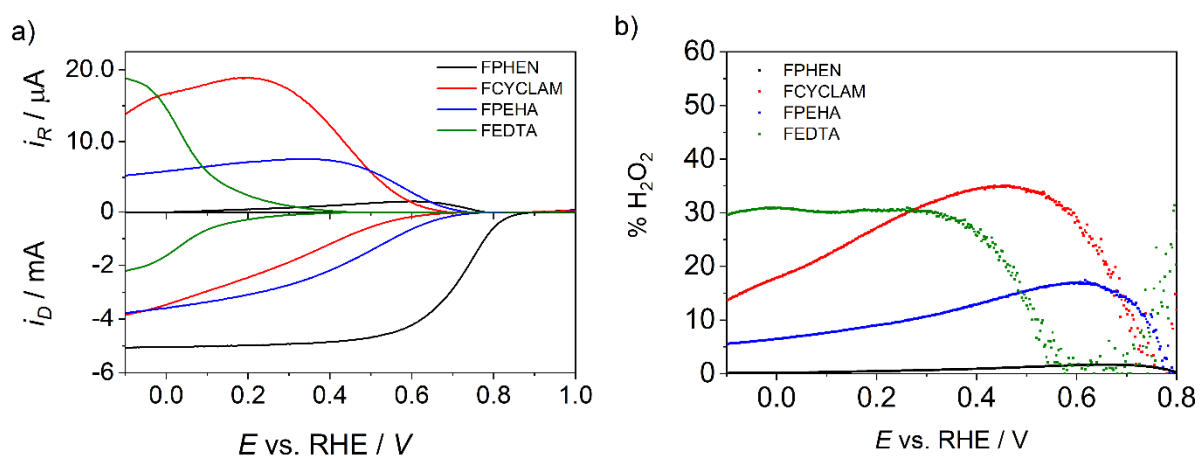 a)
20.0
10.0
0
-2
-4
-6
i_R / μA
i_D / mA
FPHEN
FCYCLAM
FPEHA
FEDTA
0.0 0.2 0.4 0.6 0.8 1.0
E vs. RHE / V
b)
60
50
40
30
20
10
0
% H₂O₂
FPHEN
FCYCLAM
FPEHA
FEDTA
0.0 0.2 0.4 0.6 0.8
E vs. RHE / V